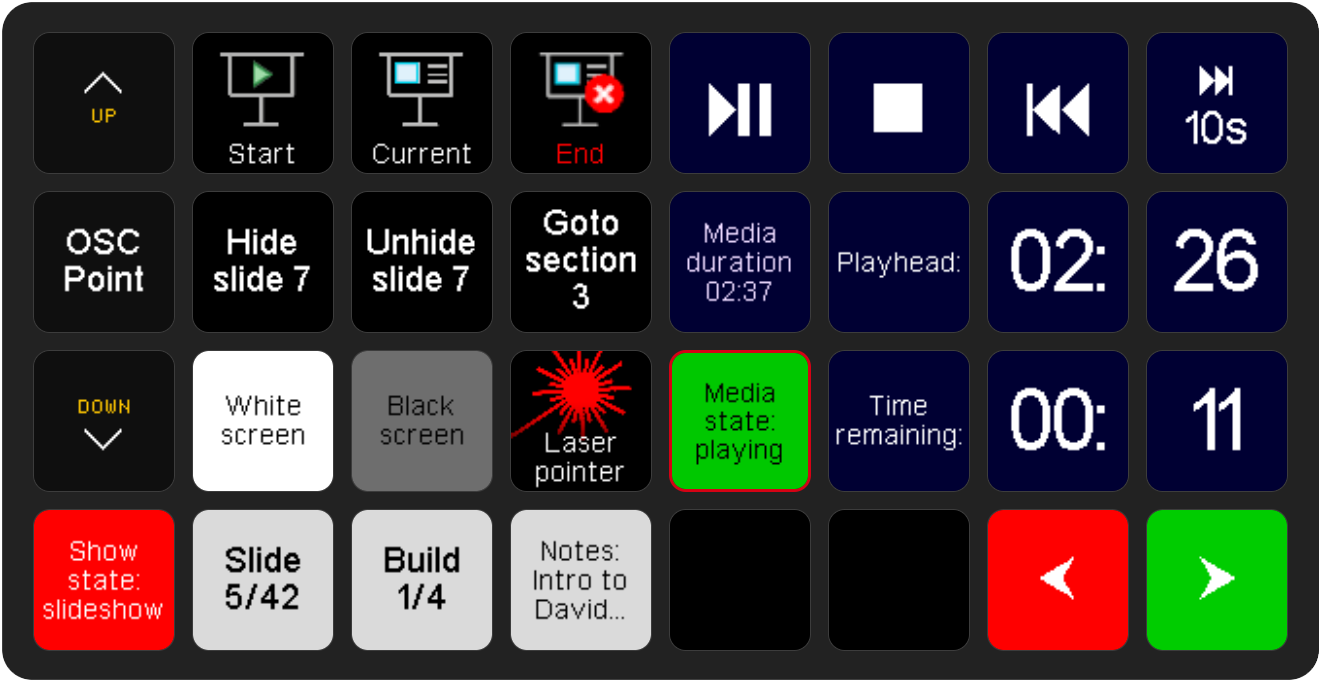 UP
Start
Current
End
10s
OSC
Point
Hide
slide 7
Unhide
slide 7
Goto
section
3
Media
duration
02:37
Playhead:
02:
26
DOWN
White
screen
Black
screen
Laser
pointer
Media
state:
playing
Time
remaining:
00:
11
Show
state:
slideshow
Slide
5/42
Build
1/4
Notes:
Intro to
David...